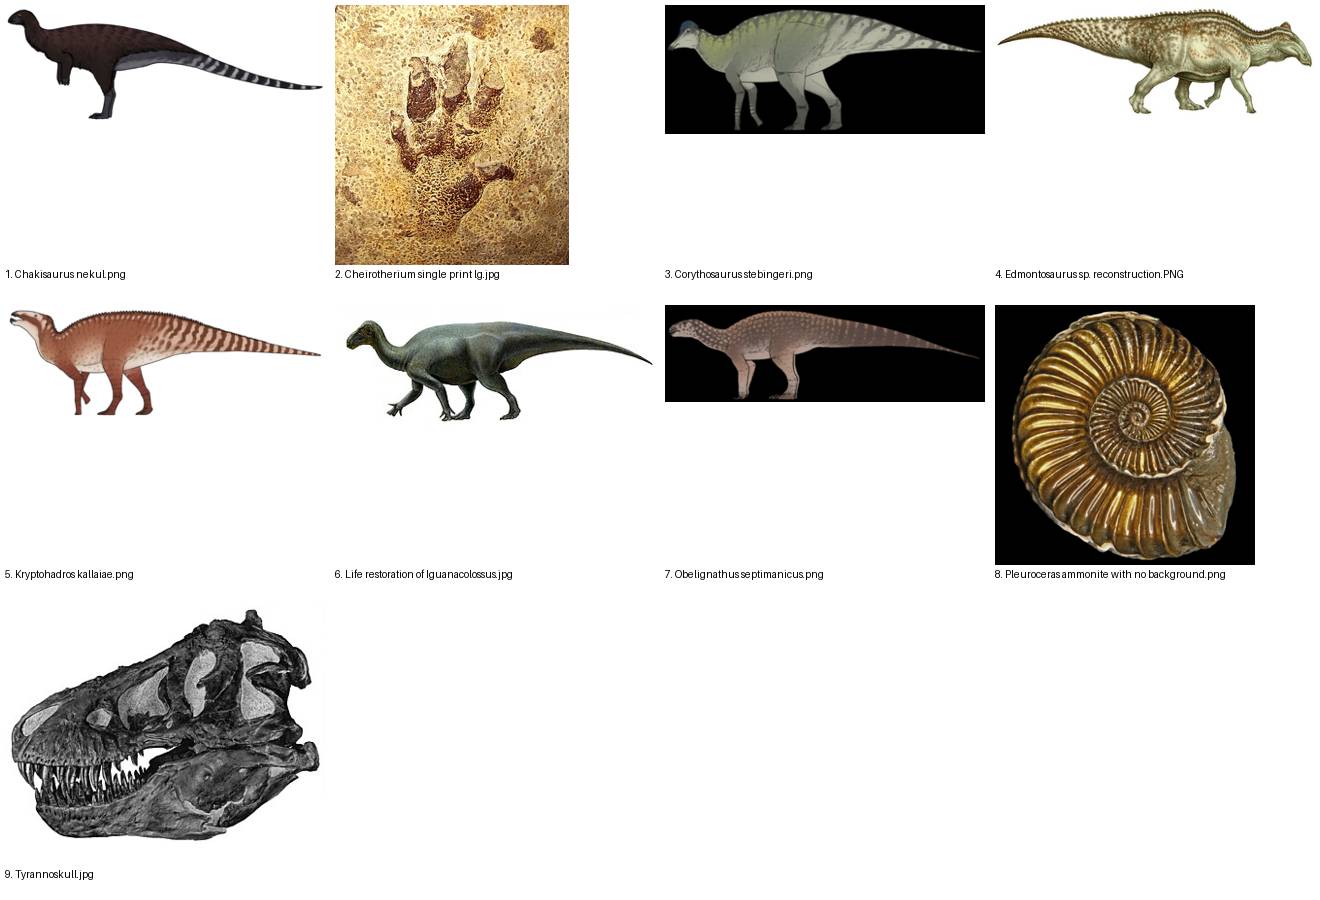 1. Chakisaurus nekul.png
2. Cheirotherium single print lg.jpg
3. Corythosaurus stebingeri.png
4. Edmontosaurus sp. reconstruction.PNG
5. Kryptohadros kallaiae.png
6. Life restoration of Iguanacolossus.jpg
7. Obelignathus septimanicus.png
8. Pleuroceras ammonite with no background.png
9. Tyrannoskull.jpg